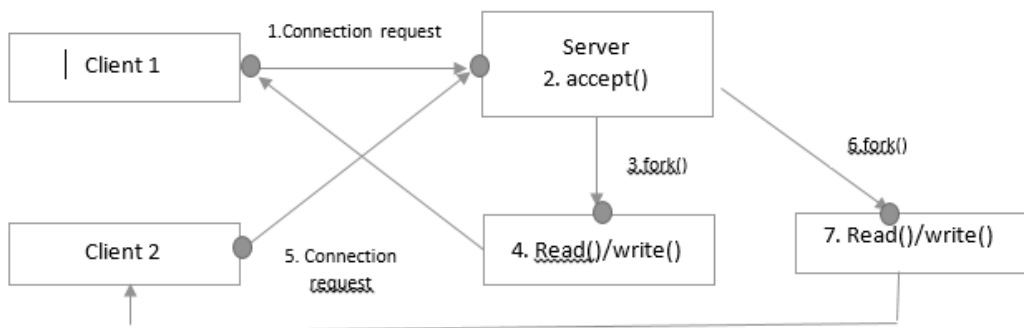 1.Connection request
Client 1
Server
2. accept()
6.fork()
3.fork()
Client 2
5. Connection
request
4. Read()/write()
7. Read()/write()